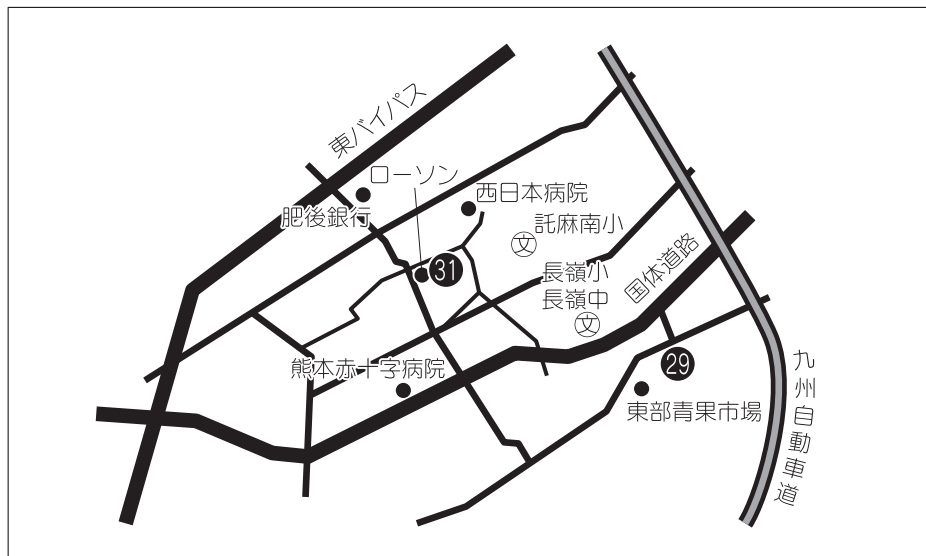 東バイパス
ローソン
西日本病院
肥後銀行
託麻南小
文
31
長嶺小
長嶺中
文
国体道路
熊本赤十字病院
29
東部青果市場
九州自動車道